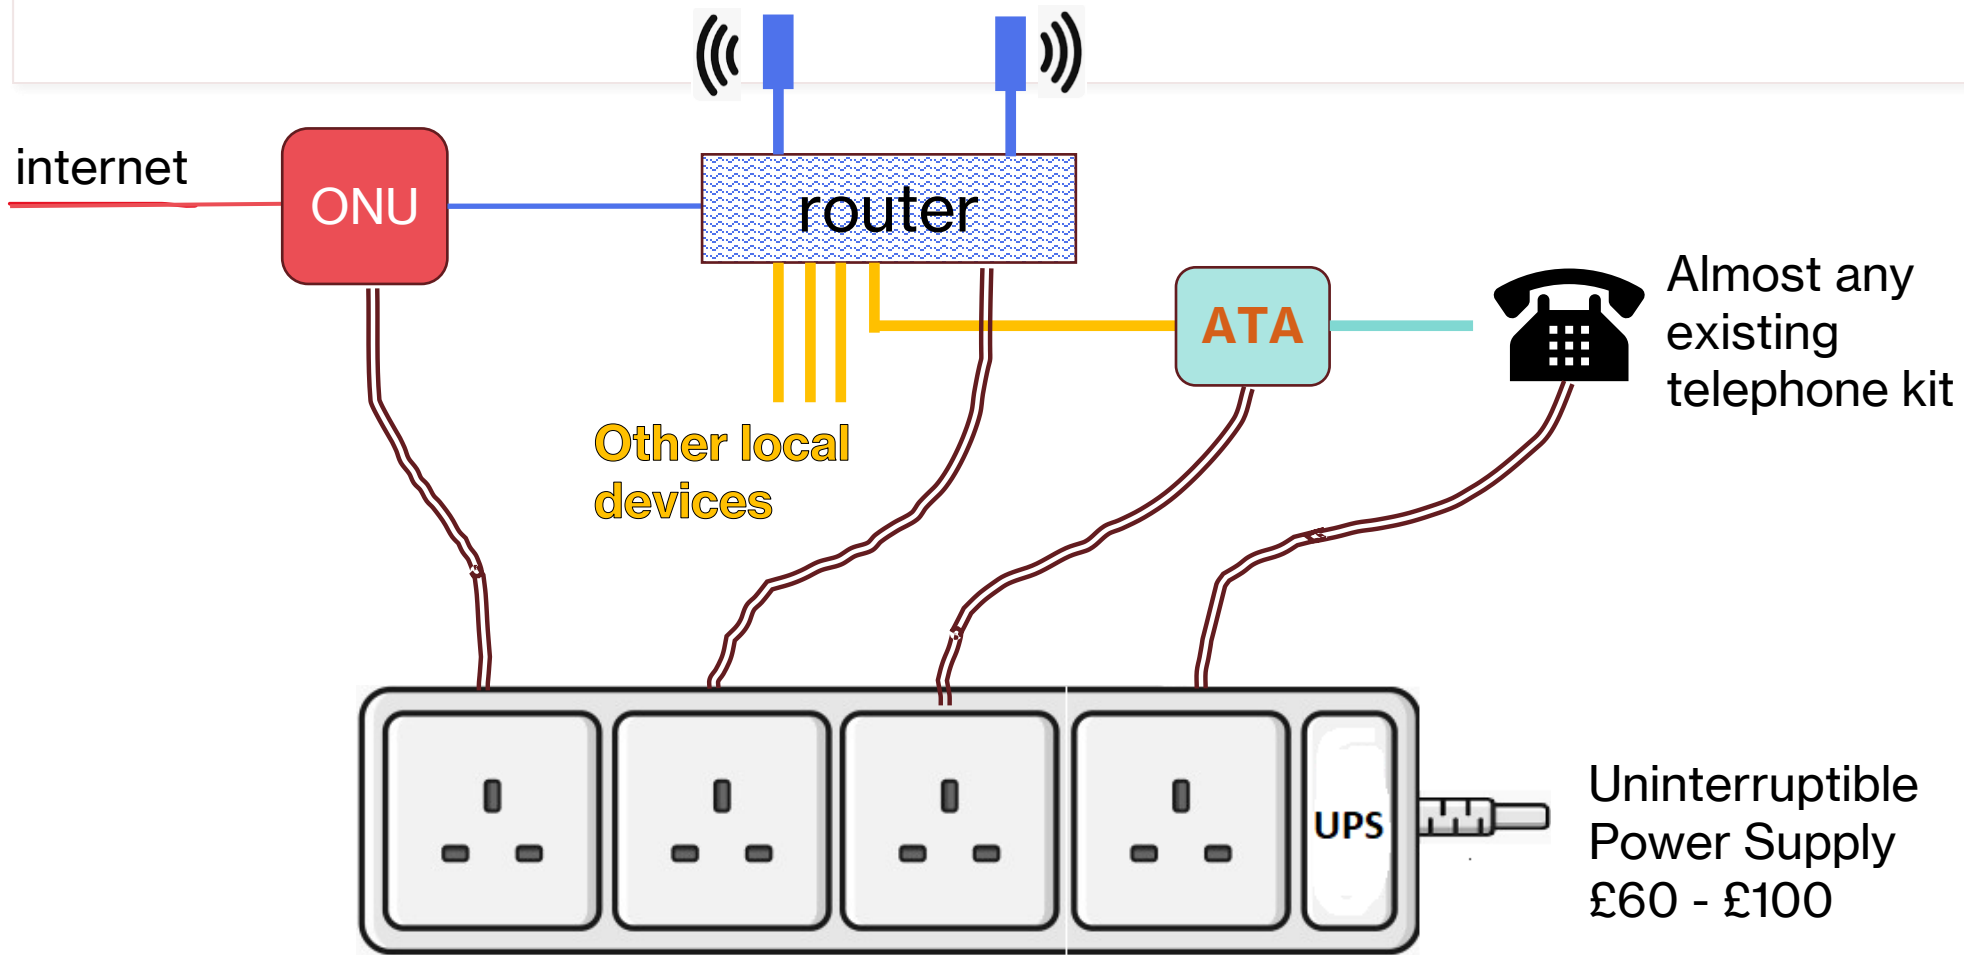 internet
ONU
router
ATA
Almost any
existing
telephone kit
Other local
devices
UPS
Uninterruptible
Power Supply
£60 - £100